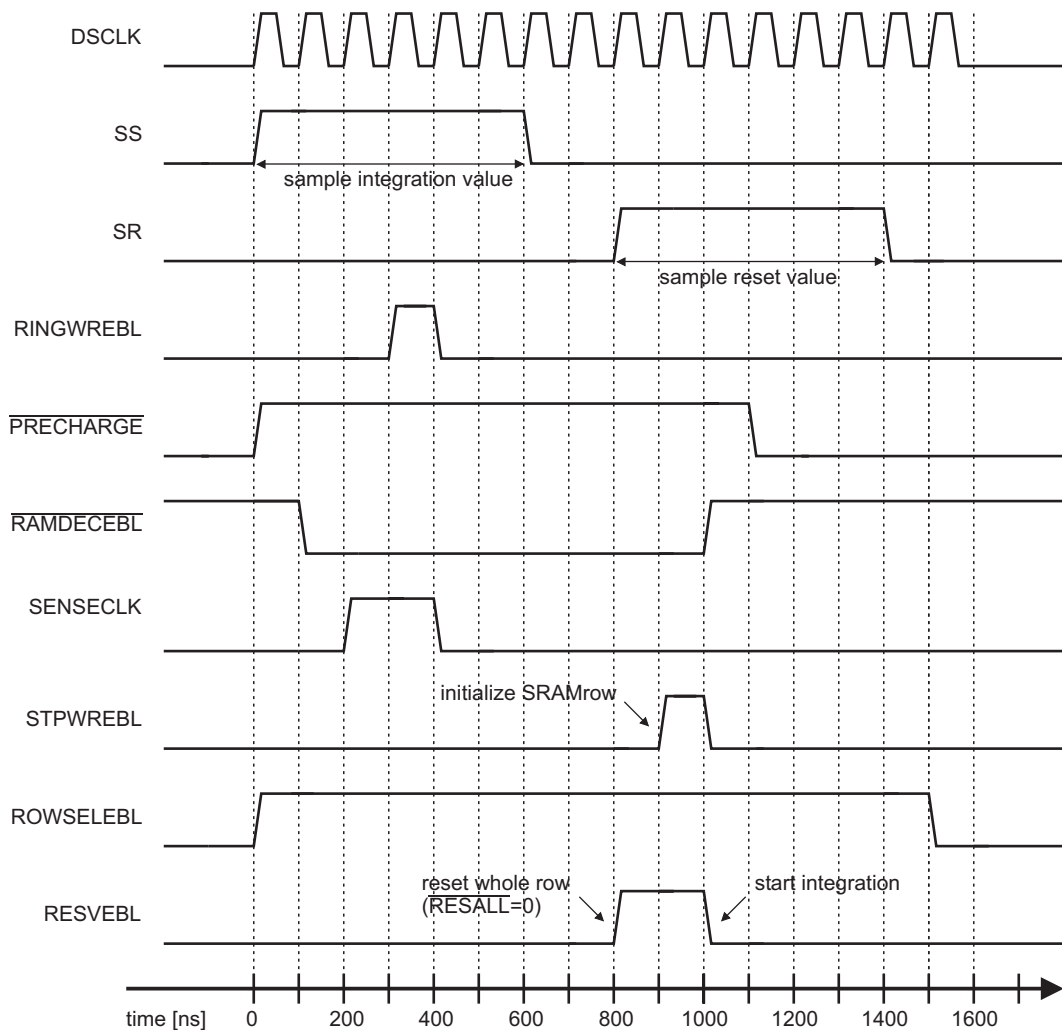 DSCLK
SS
sample integration value
SR
sample reset value
RINGWREBL
PRECHARGE
RAMDECEBL
SENSECLK
initialize SRAMrow
STPWREBL
ROWSELEBL
reset whole row
(RESALL=0)
start integration
RESVEBL
time [ns] 0 200 400 600 800 1000 1200 1400 1600